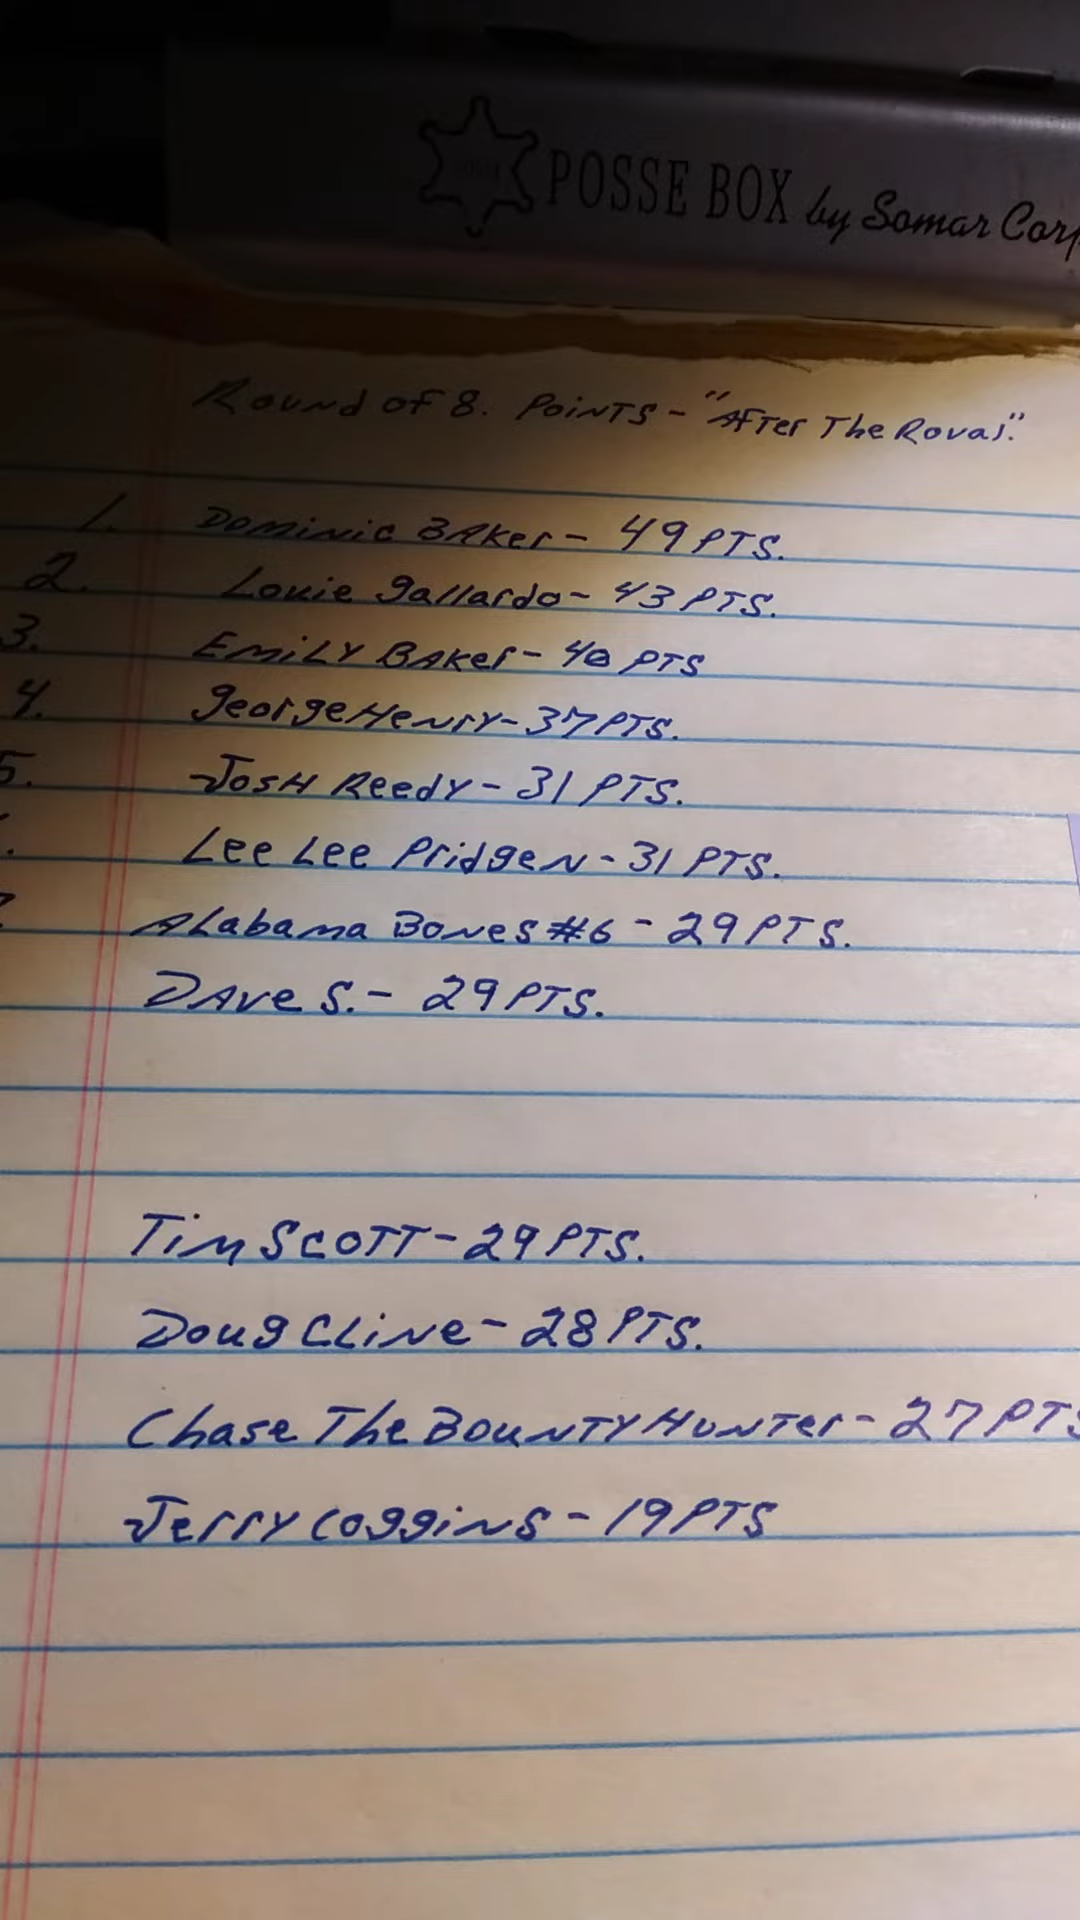 POSSE BOX by Somar Corp
Round of 8. Points - "After The Roval."
1. Dominic Baker - 49 PTS.
2. Louie Gallardo - 43 PTS.
3. Emily Baker - 40 PTS
4. George Henry - 37 PTS.
5. Josh Reedy - 31 PTS.
Lee Lee Pridgen - 31 PTS.
Alabama Bones #6 - 29 PTS.
Dave S. - 29 PTS.
Tim Scott - 29 PTS.
Doug Cline - 28 PTS.
Chase The Bounty Hunter - 27 PTS
Jerry Coggins - 19 PTS